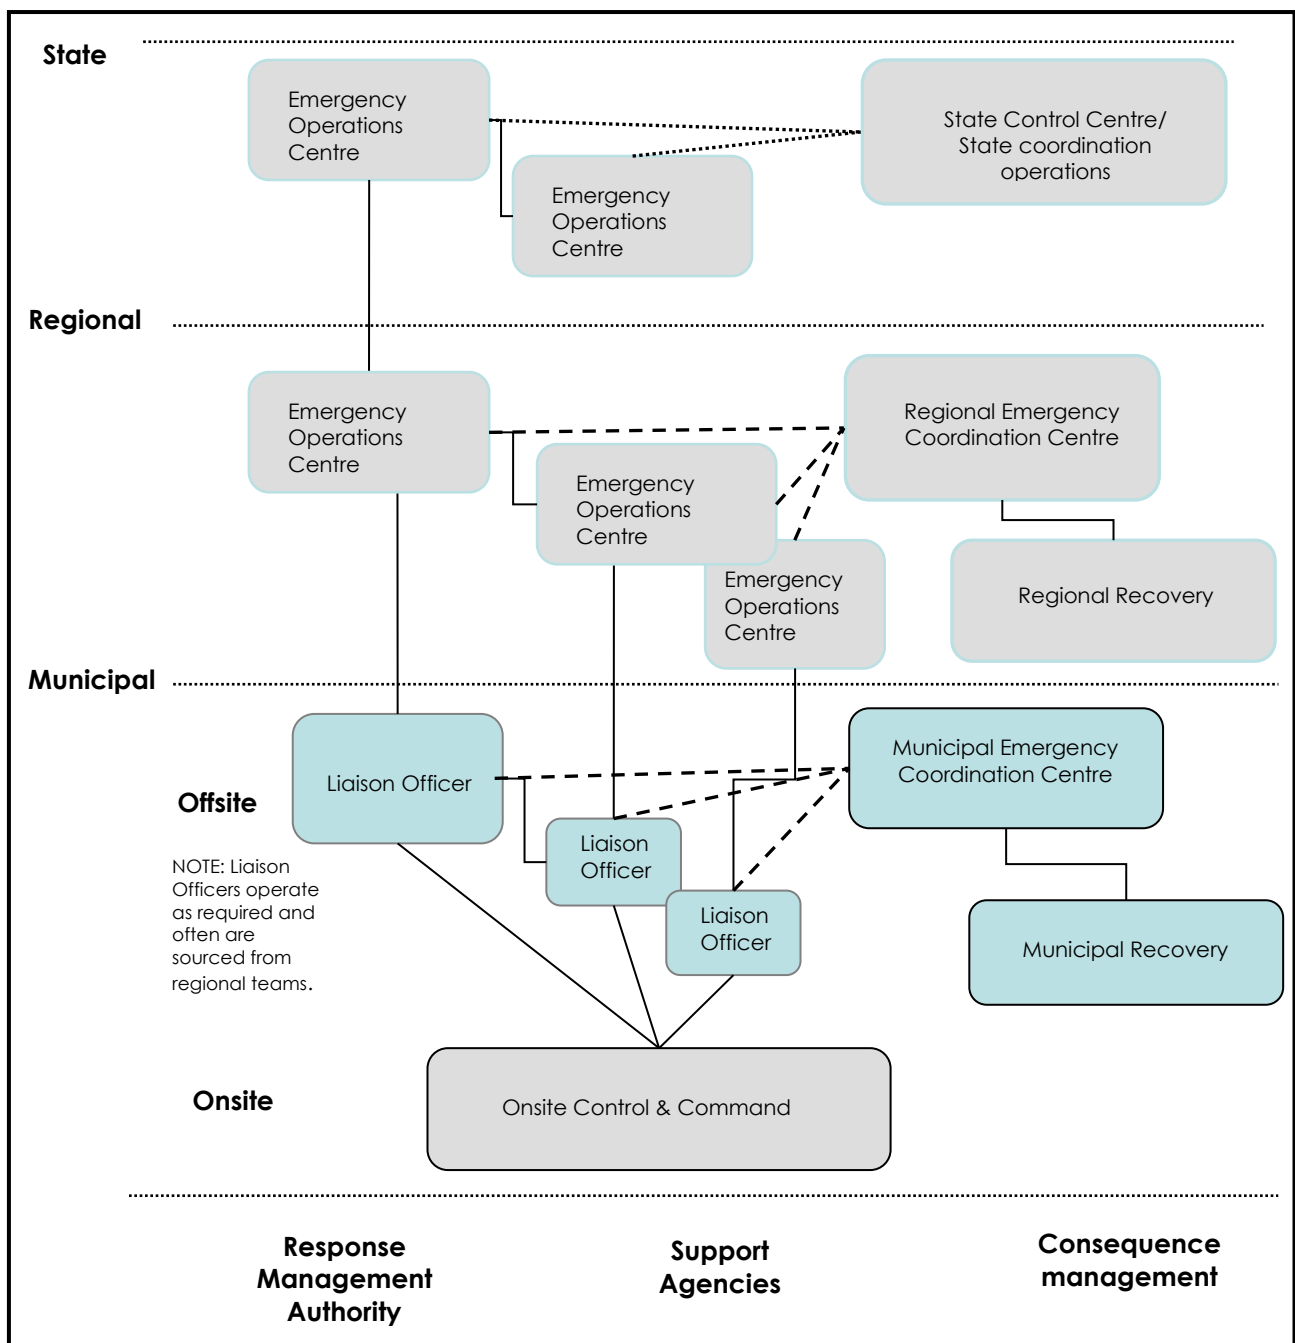 State
Emergency
Operations
Centre
State Control Centre/
State coordination
operations
Emergency
Operations
Centre
Regional
Emergency
Operations
Centre
Regional Emergency
Coordination Centre
Emergency
Operations
Centre
Emergency
Operations
Centre
Regional Recovery
Municipal
Liaison Officer
Municipal Emergency
Coordination Centre
Offsite
NOTE: Liaison
Officers operate
as required and
often are
sourced from
regional teams.
Liaison
Officer
Liaison
Officer
Municipal Recovery
Onsite
Onsite Control & Command
Response
Management
Authority
Support
Agencies
Consequence
management